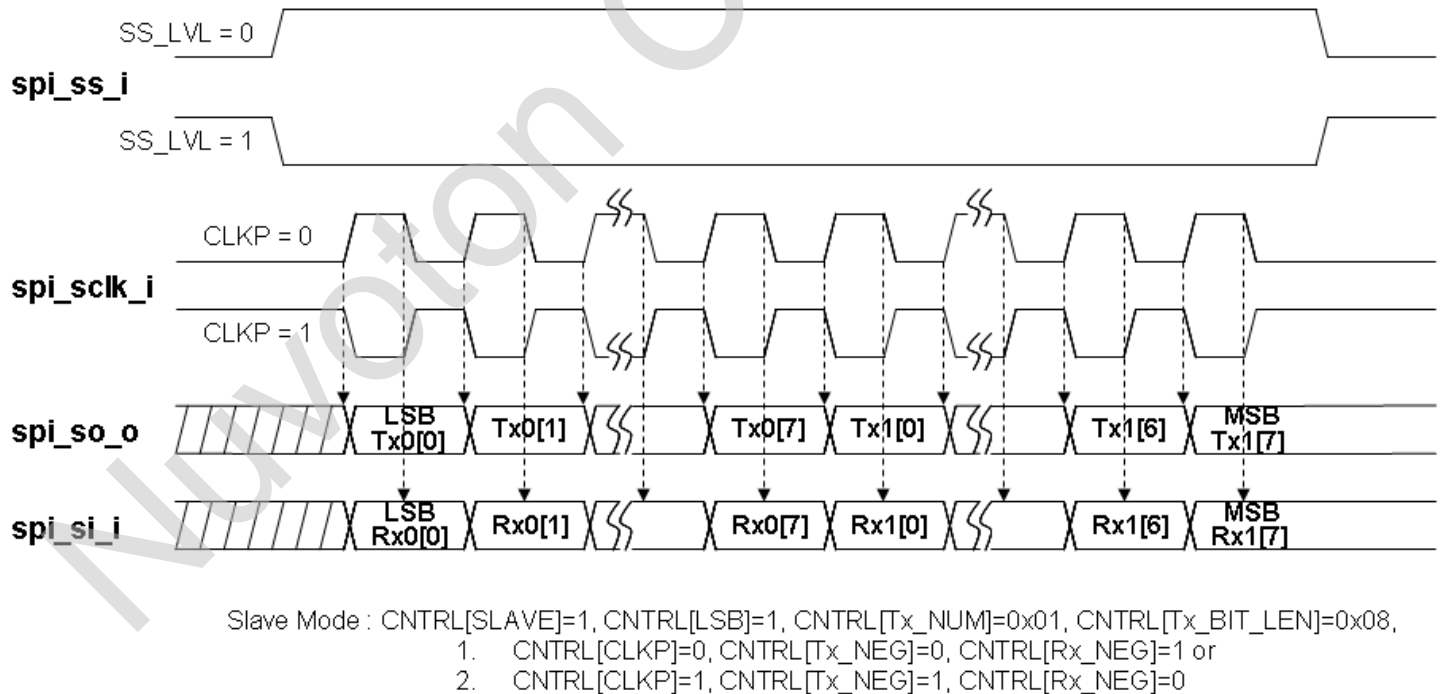 SS_LVL = 0
spi_ss_i
SS_LVL = 1
CLKP = 0
spi_sclk_i
CLKP = 1
spi_so_o
LSB
Tx0[0]
Tx0[1]
Tx0[7]
Tx1[0]
Tx1[6]
MSB
Tx1[7]
spi_si_i
LSB
Rx0[0]
Rx0[1]
Rx0[7]
Rx1[0]
Rx1[6]
MSB
Rx1[7]
Slave Mode : CNTRL[SLAVE]=1, CNTRL[LSB]=1, CNTRL[Tx_NUM]=0x01, CNTRL[Tx_BIT_LEN]=0x08,
1. CNTRL[CLKP]=0, CNTRL[Tx_NEG]=0, CNTRL[Rx_NEG]=1 or
2. CNTRL[CLKP]=1, CNTRL[Tx_NEG]=1, CNTRL[Rx_NEG]=0
Nuvoton